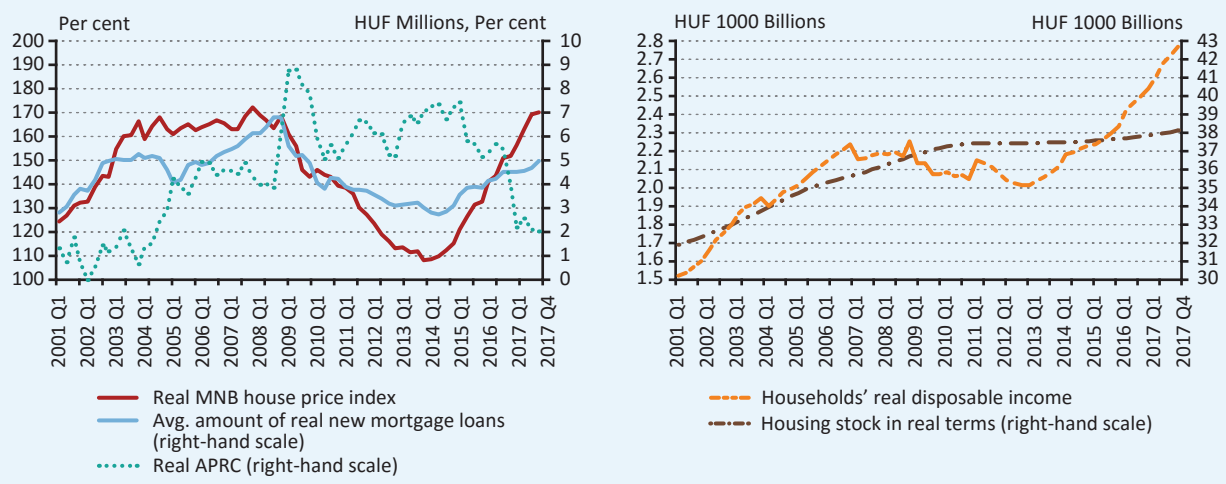 Per cent
HUF Millions, Per cent
200
190
180
170
160
150
140
130
120
110
100
10
9
8
7
6
5
4
3
2
1
0
2001 Q1
2002 Q1
2003 Q1
2004 Q1
2005 Q1
2006 Q1
2007 Q1
2008 Q1
2009 Q1
2010 Q1
2011 Q1
2012 Q1
2013 Q1
2014 Q1
2015 Q1
2016 Q1
2017 Q1
2017 Q4
Real MNB house price index
Avg. amount of real new mortgage loans
(right-hand scale)
Real APRC (right-hand scale)
HUF 1000 Billions
HUF 1000 Billions
2.8
2.7
2.6
2.5
2.4
2.3
2.2
2.1
2.0
1.9
1.8
1.7
1.6
1.5
43
42
41
40
39
38
37
36
35
34
33
32
31
30
2001 Q1
2002 Q1
2003 Q1
2004 Q1
2005 Q1
2006 Q1
2007 Q1
2008 Q1
2009 Q1
2010 Q1
2011 Q1
2012 Q1
2013 Q1
2014 Q1
2015 Q1
2016 Q1
2017 Q1
2017 Q4
Households' real disposable income
Housing stock in real terms (right-hand scale)